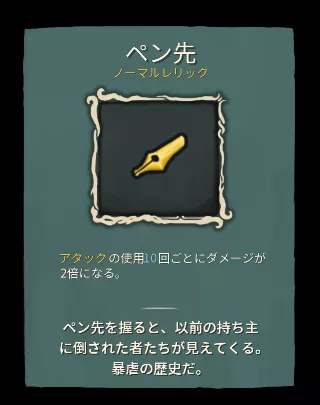 ペン先
ノーマルレリック
アタックの使用10回ごとにダメージが
2倍になる。
ペン先を握ると、以前の持ち主
に倒された者たちが見えてくる。
暴虐の歴史だ。